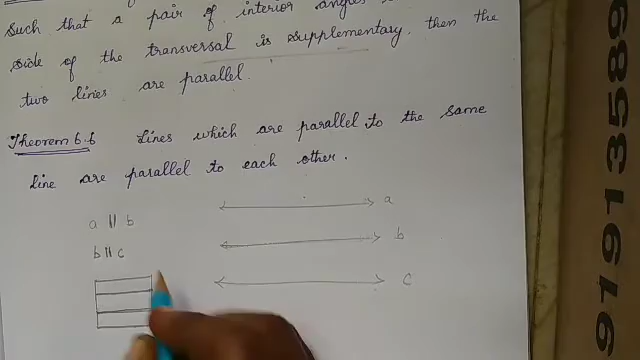 such that a pair of interior angles
side of the transversal is supplementary, then the
two lines are parallel.
Theorem 6.6 Lines which are parallel to the same
line are parallel to each other.
a || b
b || c
a
b
c
9191358